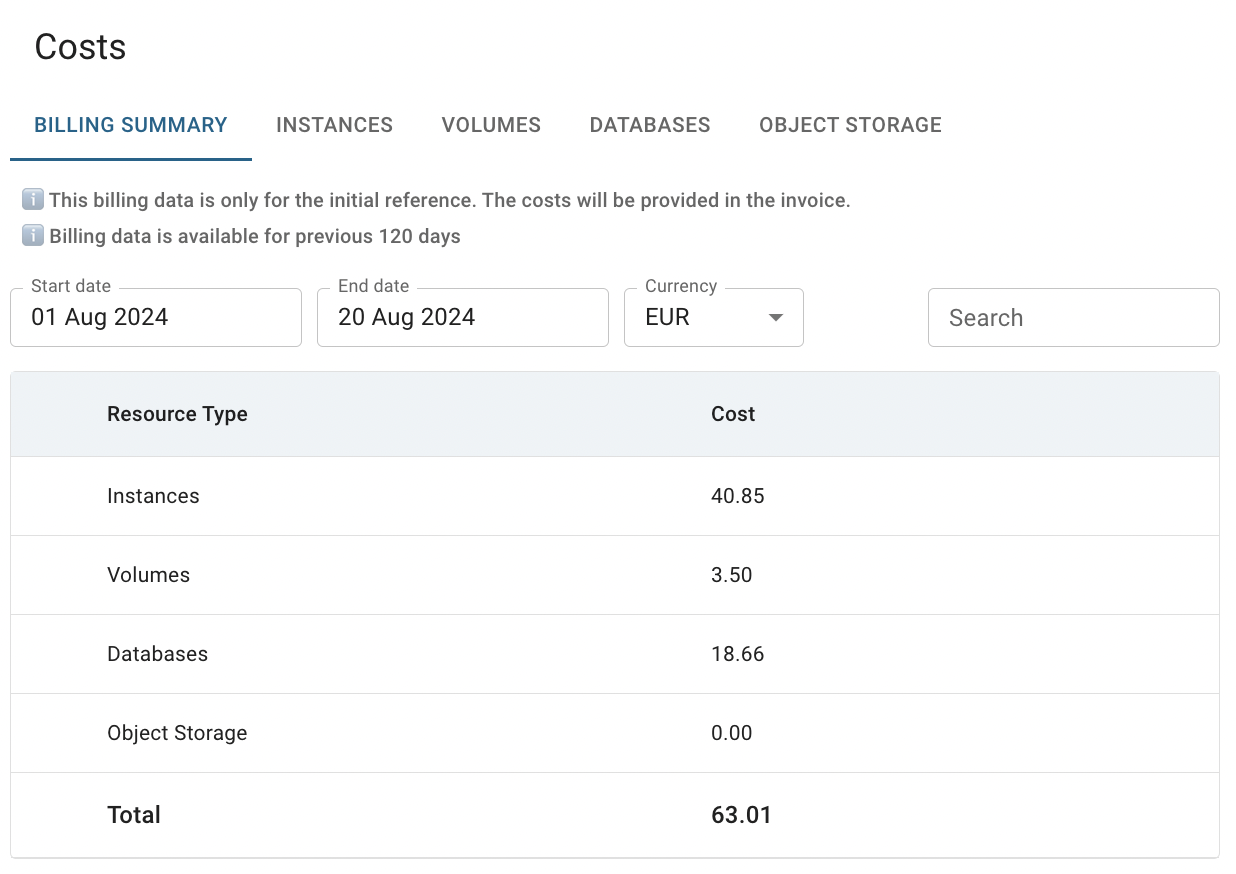 Costs
BILLING SUMMARY INSTANCES VOLUMES DATABASES OBJECT STORAGE
i This billing data is only for the initial reference. The costs will be provided in the invoice.
i Billing data is available for previous 120 days
Start date End date Currency
01 Aug 2024 20 Aug 2024 EUR Search
Resource Type Cost
Instances 40.85
Volumes 3.50
Databases 18.66
Object Storage 0.00
Total 63.01